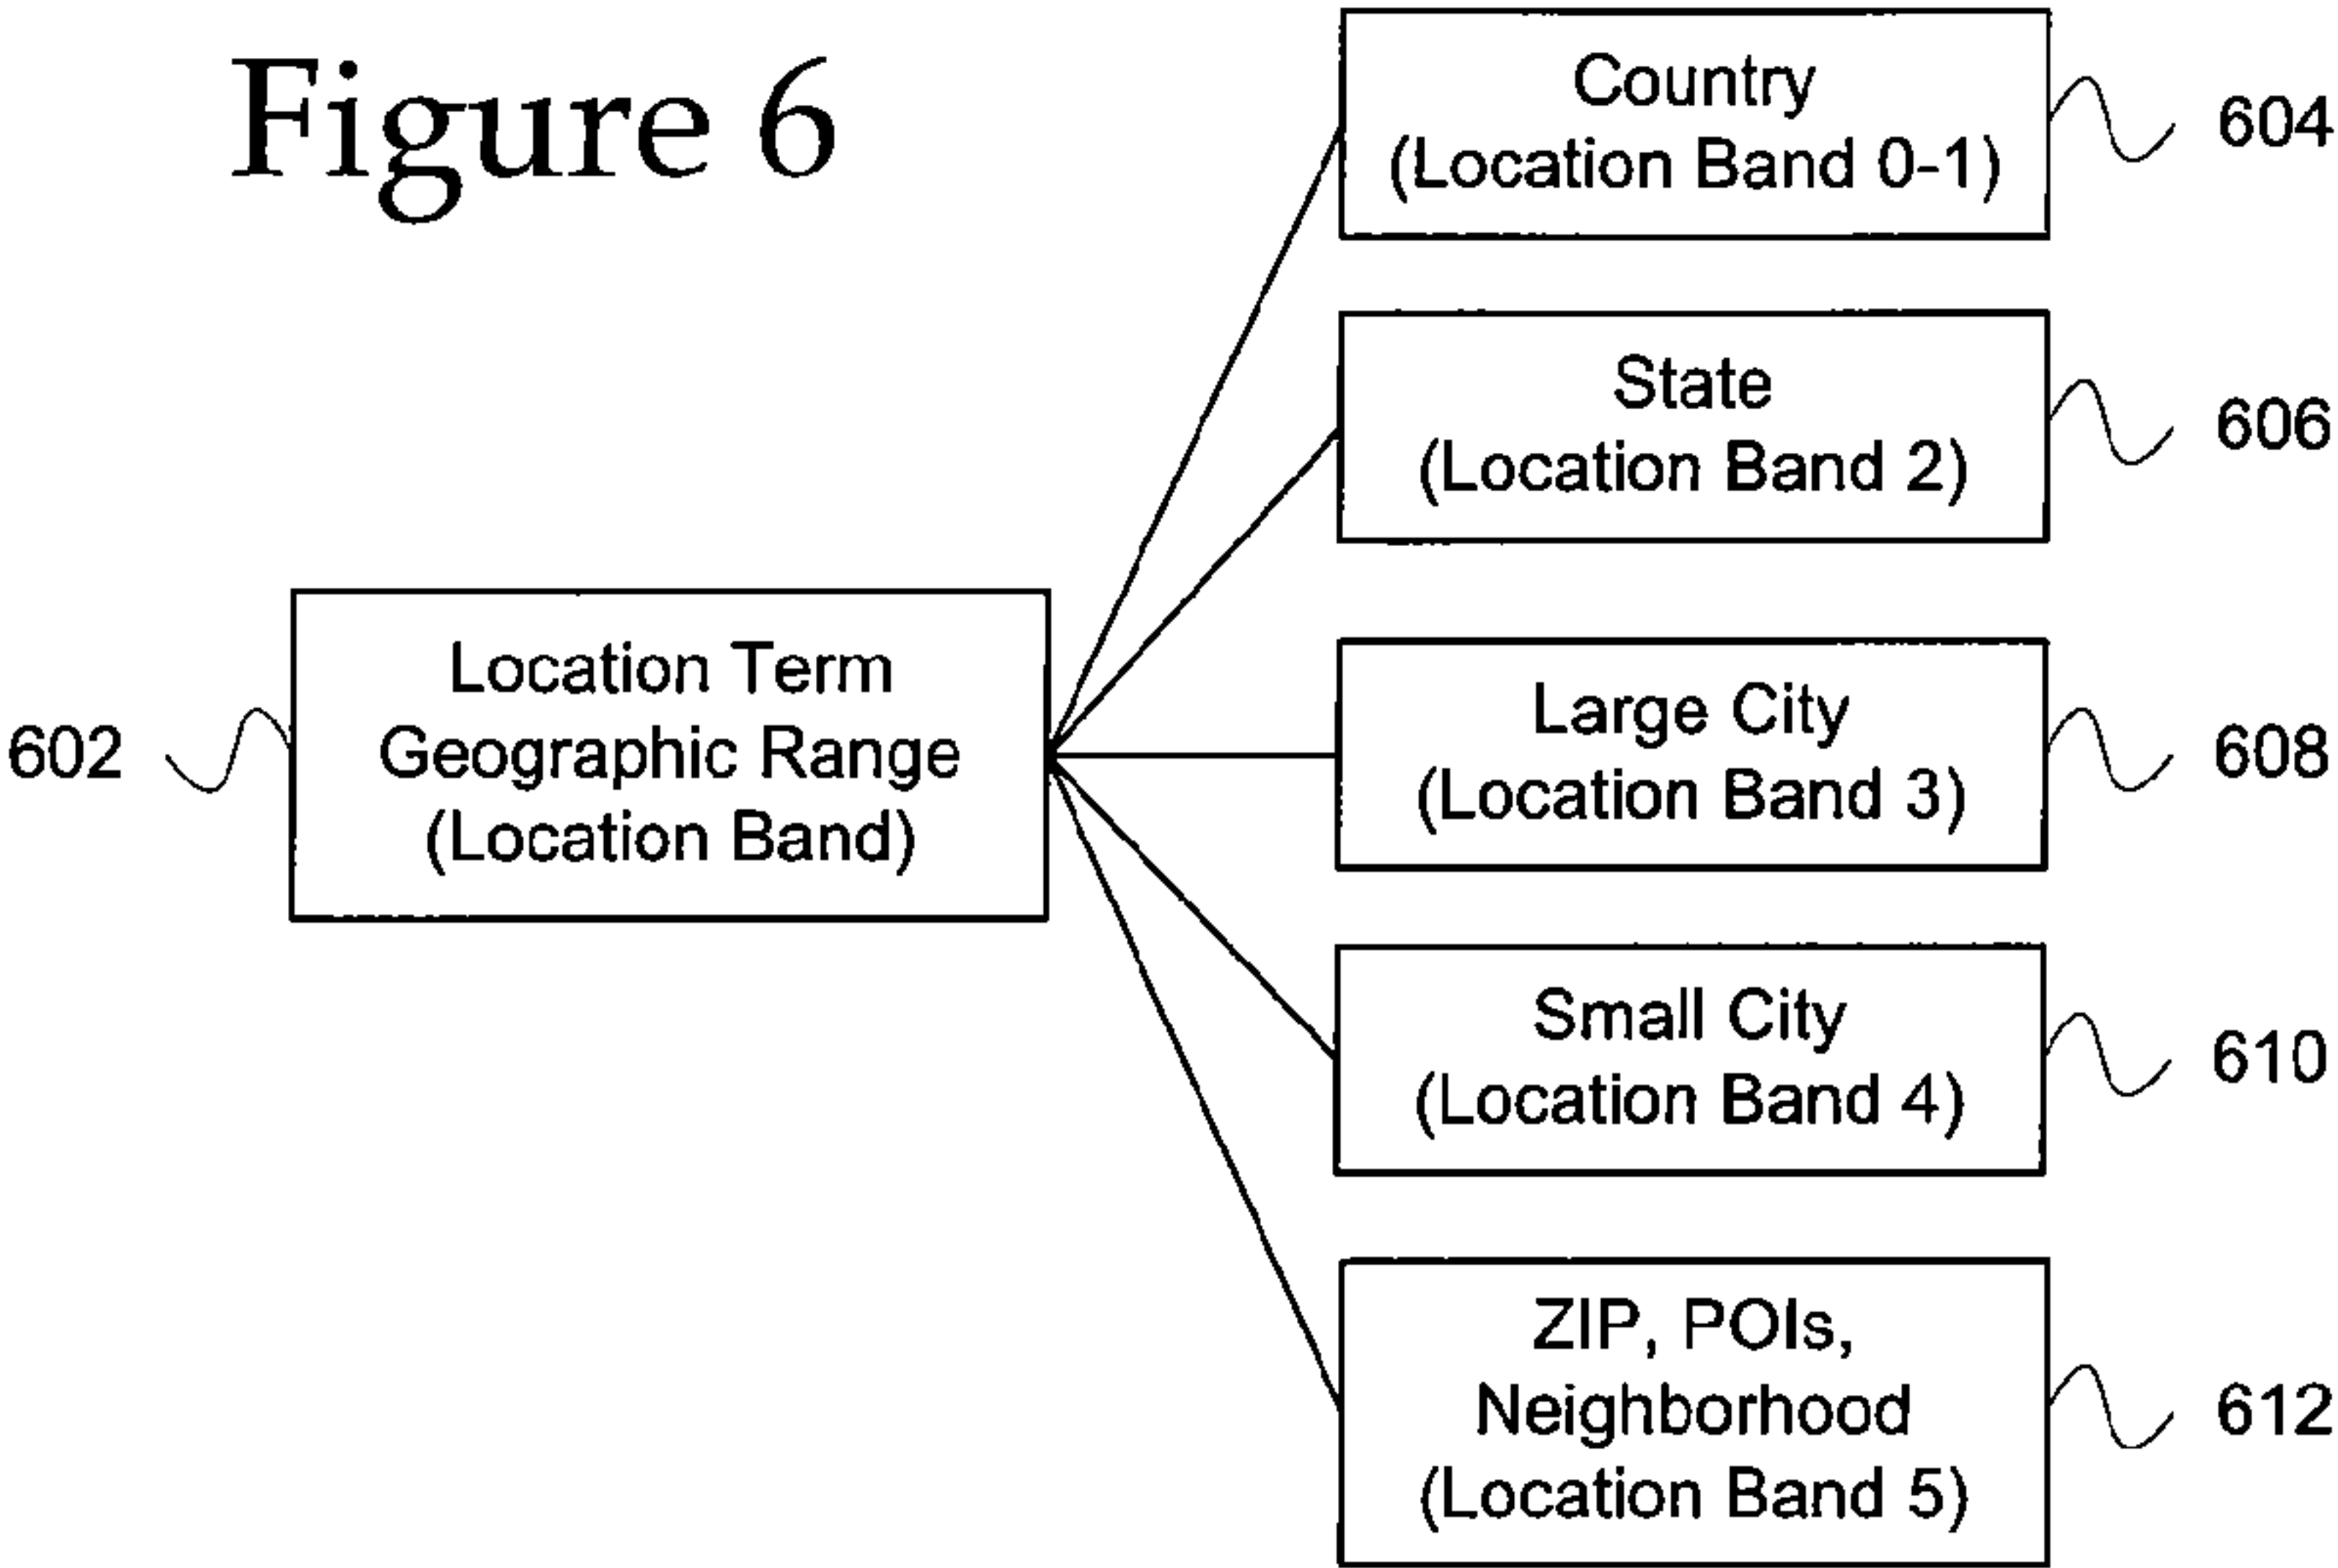 Figure 6
Country
(Location Band 0-1)
604
State
(Location Band 2)
606
Location Term
Geographic Range
(Location Band)
602
Large City
(Location Band 3)
608
Small City
(Location Band 4)
610
ZIP, POIs,
Neighborhood
(Location Band 5)
612